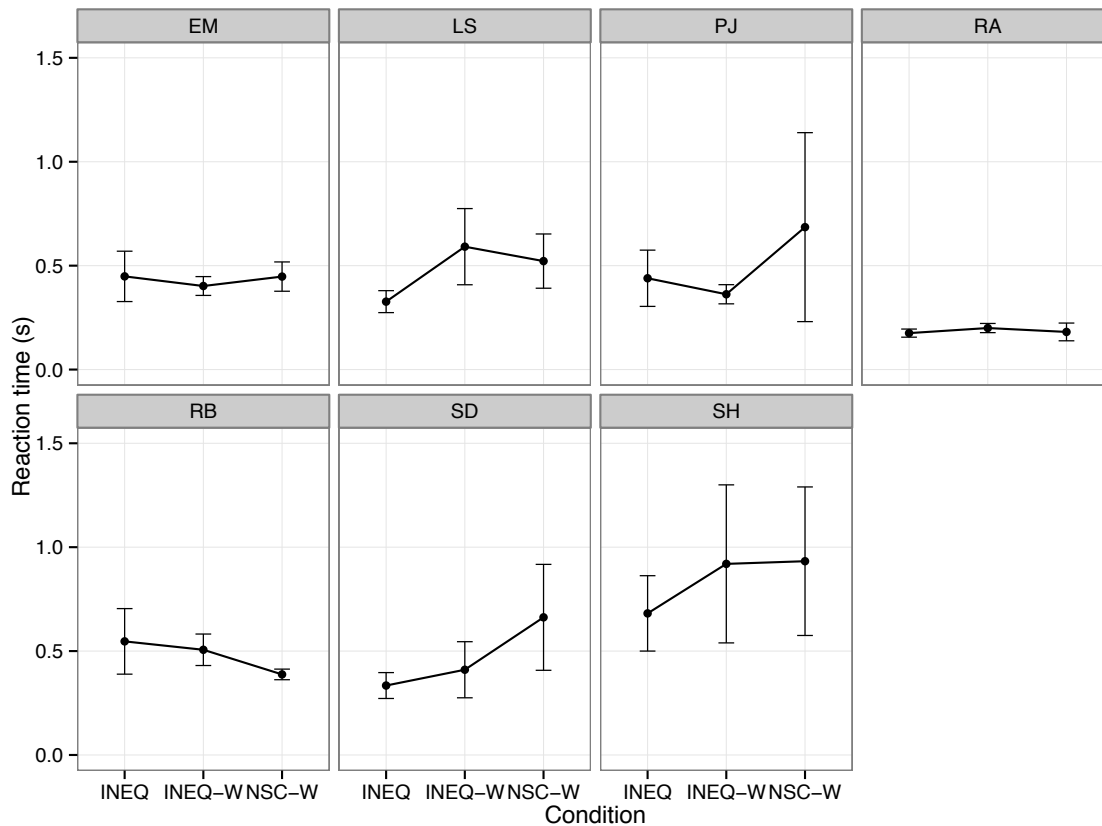 EM LS PJ RA
1.5
1.0
0.5
0.0
RB SD SH
1.5
1.0
0.5
0.0
Reaction time (s)
INEQ INEQ−W NSC−W INEQ INEQ−W NSC−W INEQ INEQ−W NSC−W
Condition